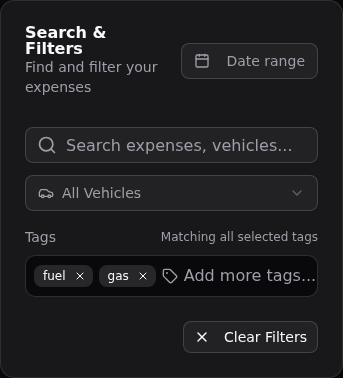 Search &
Filters
Find and filter your
expenses
Date range
Search expenses, vehicles...
All Vehicles
Tags
Matching all selected tags
fuel
gas
Add more tags...
Clear Filters